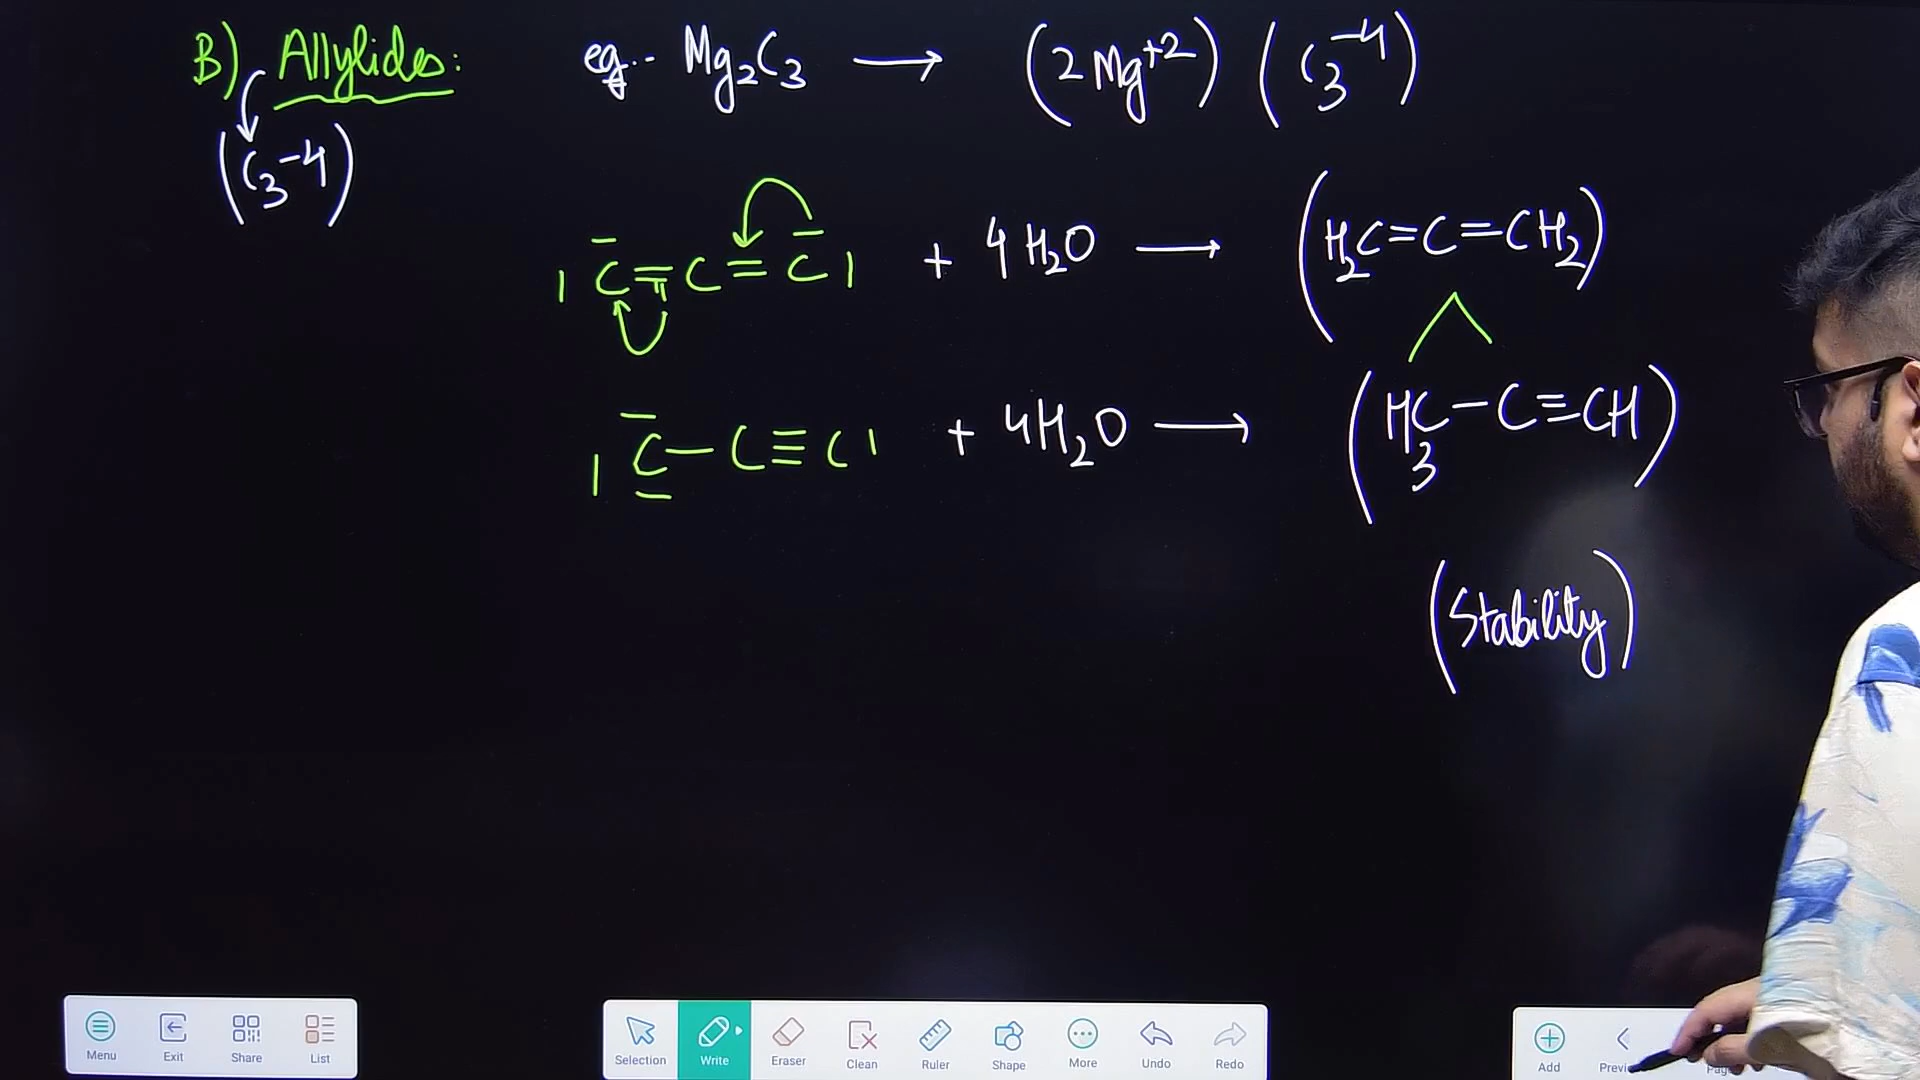 B) Allylides: eg.. Mg₂C₃ ⟶ (2Mg⁺²) (C₃⁻⁴)
(C₃⁻⁴)
C̄ = C = C̄ + 4H₂O ⟶ (H₂C=C=CH₂)
π
C – C ≡ C + 4H₂O ⟶ (H₃C–C≡CH)
(Stability)
Menu Exit Share List Selection Write Eraser Clean Ruler Shape More Undo Redo Add